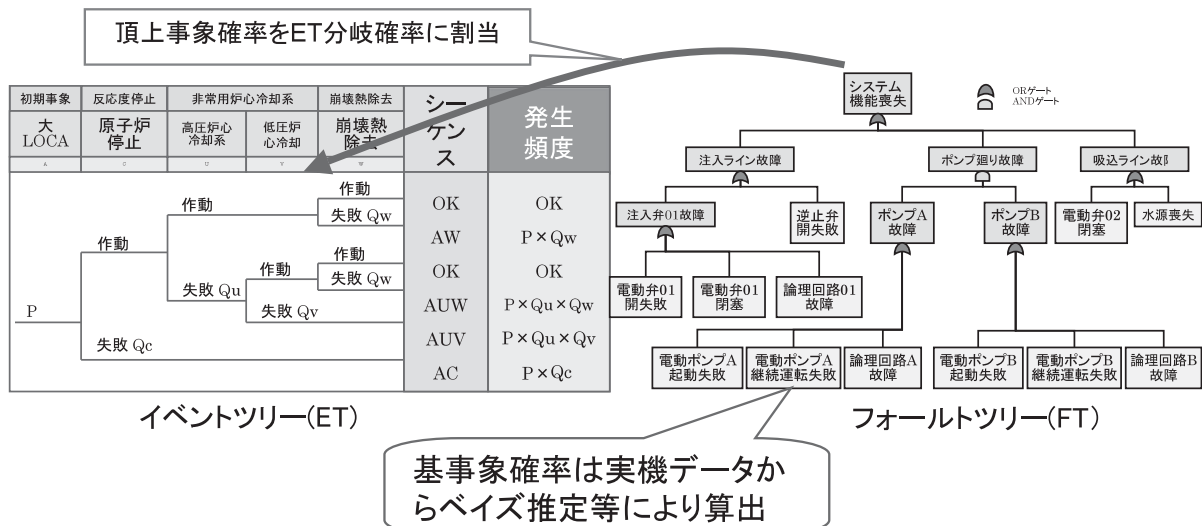 頂上事象確率をET分岐確率に割当
初期事象
反応度停止
非常用炉心冷却系
崩壊熱除去
シー
ケン
ス
発生
頻度
大
LOCA
原子炉
停止
高圧炉心
冷却系
低圧炉
心冷却
崩壊熱
除去
A
C
U
V
W
作動
作動
失敗 Qw
作動
作動
作動
失敗 Qu
失敗 Qw
失敗 Qv
P
失敗 Qc
OK
OK
AW
P×Qw
OK
OK
AUW
P×Qu×Qw
AUV
P×Qu×Qv
AC
P×Qc
イベントツリー(ET)
システム
機能喪失
ORゲート
ANDゲート
注入ライン故障
ポンプ廻り故障
吸込ライン故
注入弁01故障
逆止弁
開失敗
ポンプA
故障
ポンプB
故障
電動弁02
閉塞
水源喪失
電動弁01
開失敗
電動弁01
閉塞
論理回路01
故障
電動ポンプA
起動失敗
電動ポンプA
継続運転失敗
論理回路A
故障
電動ポンプB
起動失敗
電動ポンプB
継続運転失敗
論理回路B
故障
フォールトツリー(FT)
基事象確率は実機データか
らベイズ推定等により算出